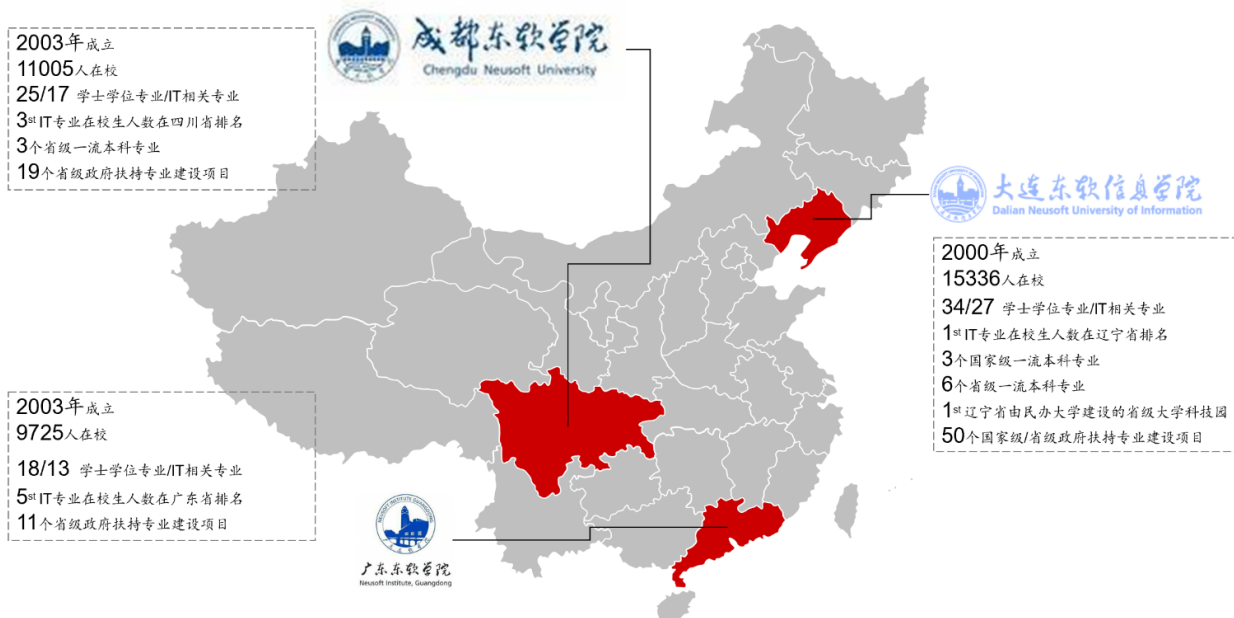 2003年成立
11005人在校
25/17 学士学位专业/IT相关专业
3st IT专业在校生人数在四川省排名
3个省级一流本科专业
19个省级政府扶持专业建设项目
成都东软学院
Chengdu Neusoft University
大连东软信息学院
Dalian Neusoft University of Information
2000年成立
15336人在校
34/27 学士学位专业/IT相关专业
1st IT专业在校生人数在辽宁省排名
3个国家级一流本科专业
6个省级一流本科专业
1st 辽宁省由民办大学建设的省级大学科技园
50个国家级/省级政府扶持专业建设项目
2003年成立
9725人在校
18/13 学士学位专业/IT相关专业
5st IT专业在校生人数在广东省排名
11个省级政府扶持专业建设项目
NEUSOFT INSTITUTE GUANGDONG
广东东软学院
Neusoft Institute, Guangdong